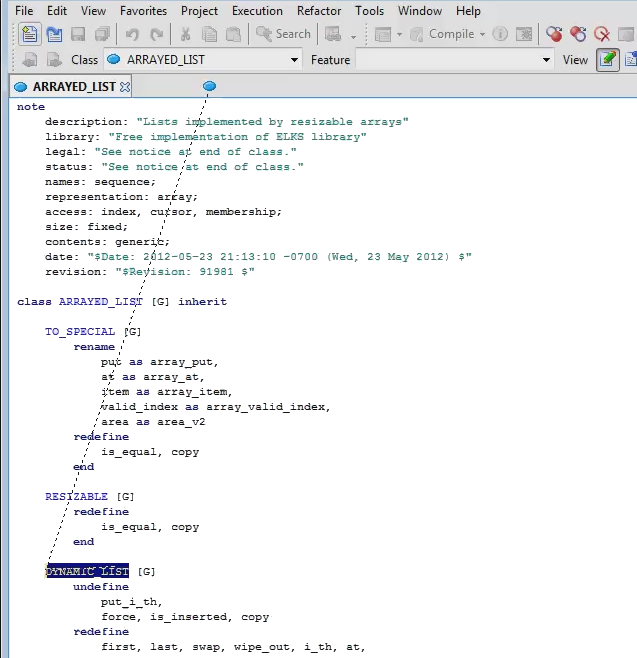 File Edit View Favorites Project Execution Refactor Tools Window Help
Search Compile
Class ARRAYED_LIST Feature View
ARRAYED_LIST
note
description: "Lists implemented by resizable arrays"
library: "Free implementation of ELKS library"
legal: "See notice at end of class."
status: "See notice at end of class."
names: sequence;
representation: array;
access: index, cursor, membership;
size: fixed;
contents: generic;
date: "$Date: 2012-05-23 21:13:10 -0700 (Wed, 23 May 2012) $"
revision: "$Revision: 91981 $"
class ARRAYED_LIST [G] inherit
TO_SPECIAL [G]
rename
put as array_put,
at as array_at,
item as array_item,
valid_index as array_valid_index,
area as area_v2
redefine
is_equal, copy
end
RESIZABLE [G]
redefine
is_equal, copy
end
DYNAMIC_LIST [G]
undefine
put_i_th,
force, is_inserted, copy
redefine
first, last, swap, wipe_out, i_th, at,